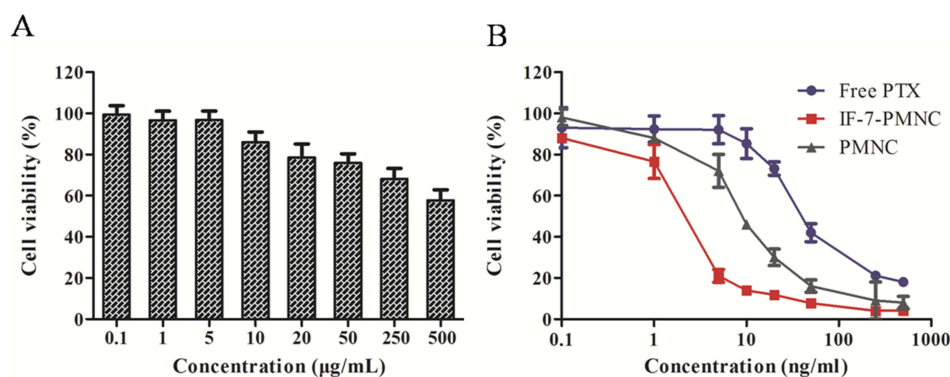 A
Cell viability (%)
120
100
80
60
40
20
0
0.1 1 5 10 20 50 250 500
Concentration (µg/mL)
B
Cell viability (%)
120
100
80
60
40
20
0
0.1 1 10 100 1000
Concentration (ng/ml)
Free PTX
IF-7-PMNC
PMNC